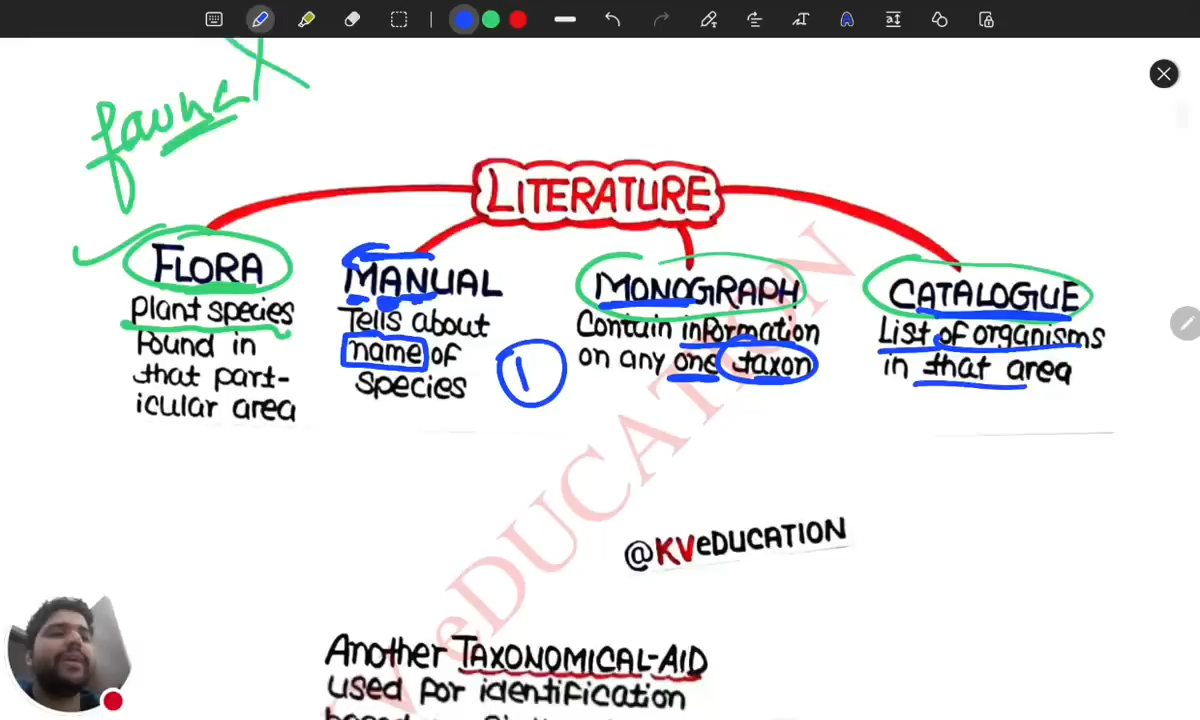 fauna X
LITERATURE
FLORA
Plant species
found in
that part-
icular area
MANUAL
Tells about
name of
species
1
MONOGRAPH
Contain information
on any one taxon
CATALOGUE
List of organisms
in that area
KVeDUCATION
@KVeDUCATION
Another TAXONOMICAL-AID
used for identification